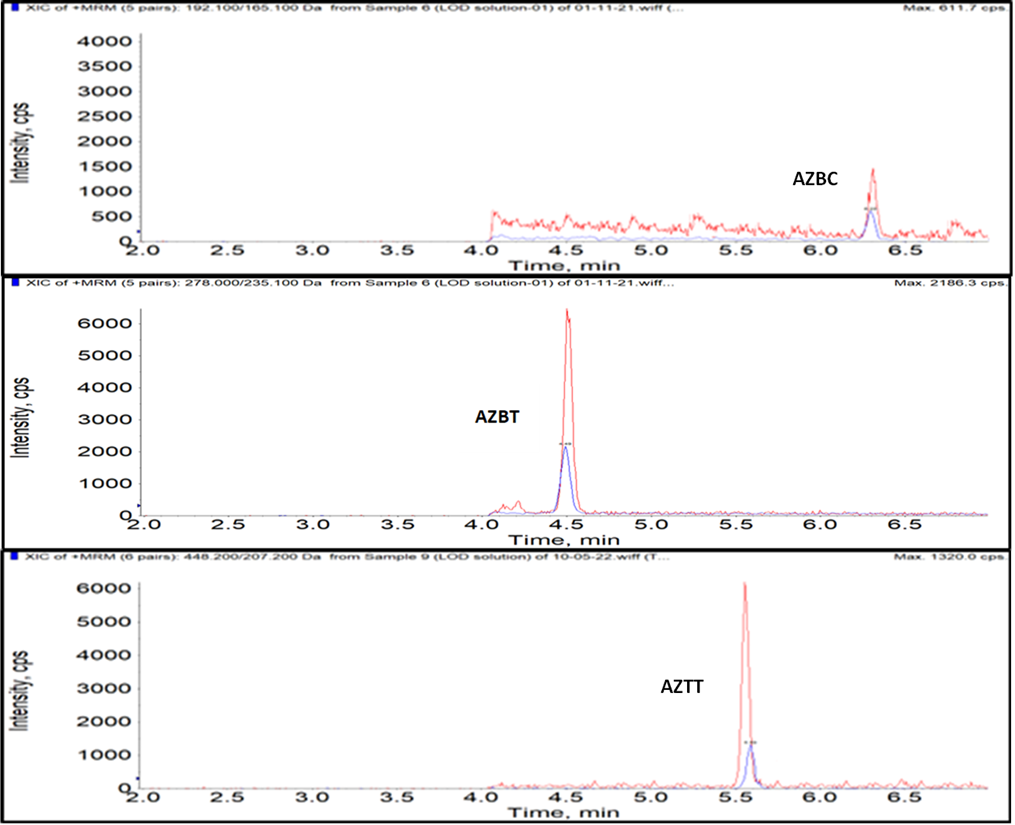 XIC of +MRM (5 pairs): 192.100/165.100 Da from Sample 6 (LOD solution-01) of 01-11-21.wiff (... Max. 611.7 cps.
4000
3500
3000
2500
2000
1500
1000
500
0
Intensity, cps
AZBC
2.0 2.5 3.0 3.5 4.0 4.5 5.0 5.5 6.0 6.5
Time, min
XIC of +MRM (5 pairs): 278.000/235.100 Da from Sample 6 (LOD solution-01) of 01-11-21.wiff... Max. 2186.3 cps.
6000
5000
4000
3000
2000
1000
0
Intensity, cps
AZBT
2.0 2.5 3.0 3.5 4.0 4.5 5.0 5.5 6.0 6.5
Time, min
XIC of +MRM (6 pairs): 448.200/207.200 Da from Sample 9 (LOD solution) of 10-05-22.wiff (T... Max. 1320.0 cps.
6000
5000
4000
3000
2000
1000
0
Intensity, cps
AZTT
2.0 2.5 3.0 3.5 4.0 4.5 5.0 5.5 6.0 6.5
Time, min